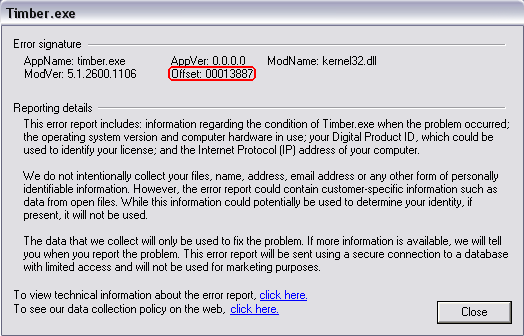 Timber.exe
Error signature
AppName: timber.exe AppVer: 0.0.0.0 ModName: kernel32.dll
ModVer: 5.1.2600.1106 Offset: 00013887
Reporting details
This error report includes: information regarding the condition of Timber.exe when the problem occurred;
the operating system version and computer hardware in use; your Digital Product ID, which could be used
to identify your license; and the Internet Protocol (IP) address of your computer.
We do not intentionally collect your files, name, address, email address or any other form of personally
identifiable information. However, the error report could contain customer-specific information such as
data from open files. While this information could potentially be used to determine your identity, if
present, it will not be used.
The data that we collect will only be used to fix the problem. If more information is available, we will tell
you when you report the problem. This error report will be sent using a secure connection to a database
with limited access and will not be used for marketing purposes.
To view technical information about the error report, click here.
To see our data collection policy on the web, click here.
Close